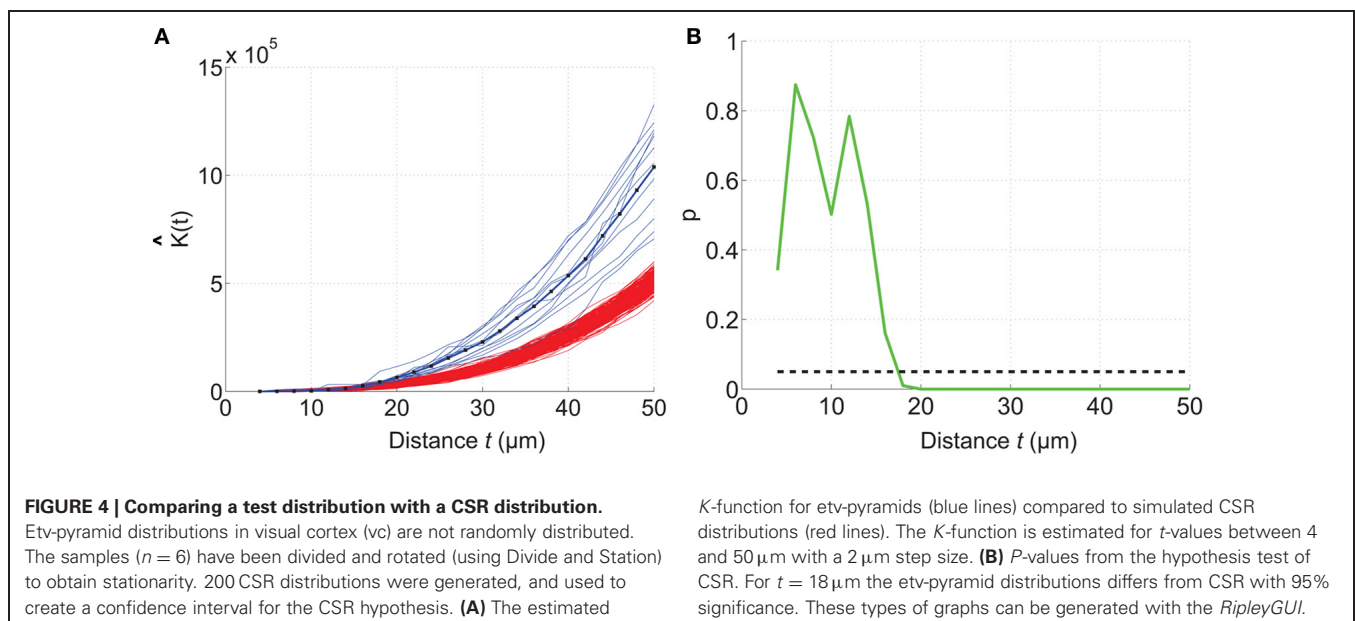 A
× 10⁵
15
10
5
0
K̂(t)
0 10 20 30 40 50
Distance t (μm)
B
1
0.8
0.6
0.4
0.2
0
p
0 10 20 30 40 50
Distance t (μm)
FIGURE 4 | Comparing a test distribution with a CSR distribution.
Etv-pyramid distributions in visual cortex (vc) are not randomly distributed.
The samples (n = 6) have been divided and rotated (using Divide and Station)
to obtain stationarity. 200 CSR distributions were generated, and used to
create a confidence interval for the CSR hypothesis. (A) The estimated
K-function for etv-pyramids (blue lines) compared to simulated CSR
distributions (red lines). The K-function is estimated for t-values between 4
and 50 μm with a 2 μm step size. (B) P-values from the hypothesis test of
CSR. For t = 18 μm the etv-pyramid distributions differs from CSR with 95%
significance. These types of graphs can be generated with the RipleyGUI.